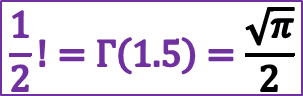 1/2! = Γ(1.5) = √π/2